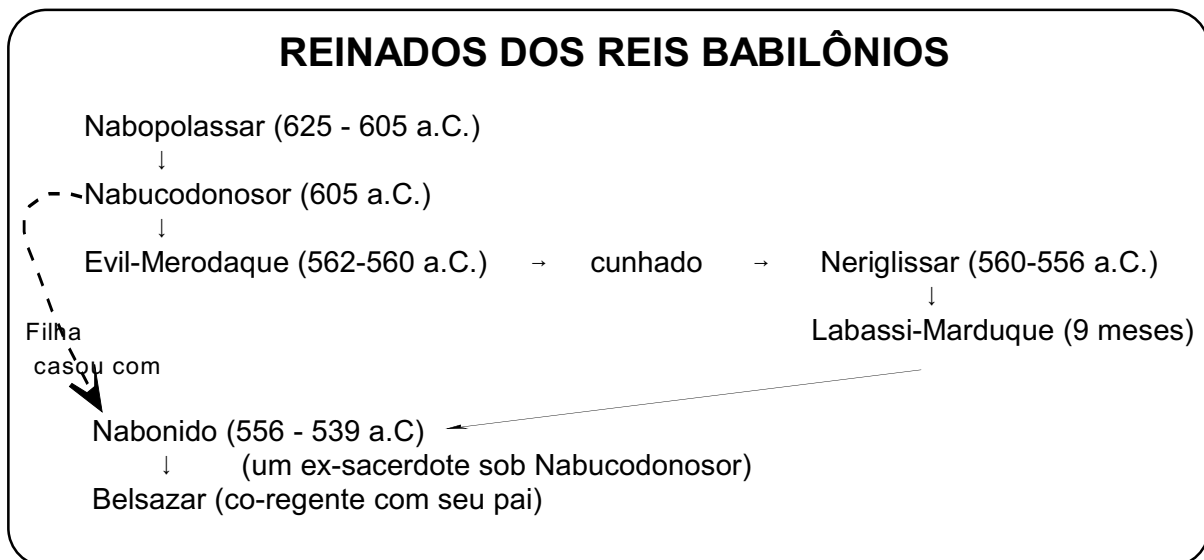 REINADOS DOS REIS BABILÔNIOS
Nabopolassar (625 - 605 a.C.)
↓
Nabucodonosor (605 a.C.)
↓
Evil-Merodaque (562-560 a.C.) → cunhado → Neriglissar (560-556 a.C.)
↓
Labassi-Marduque (9 meses)
Filha
casou com
Nabonido (556 - 539 a.C)
↓ (um ex-sacerdote sob Nabucodonosor)
Belsazar (co-regente com seu pai)